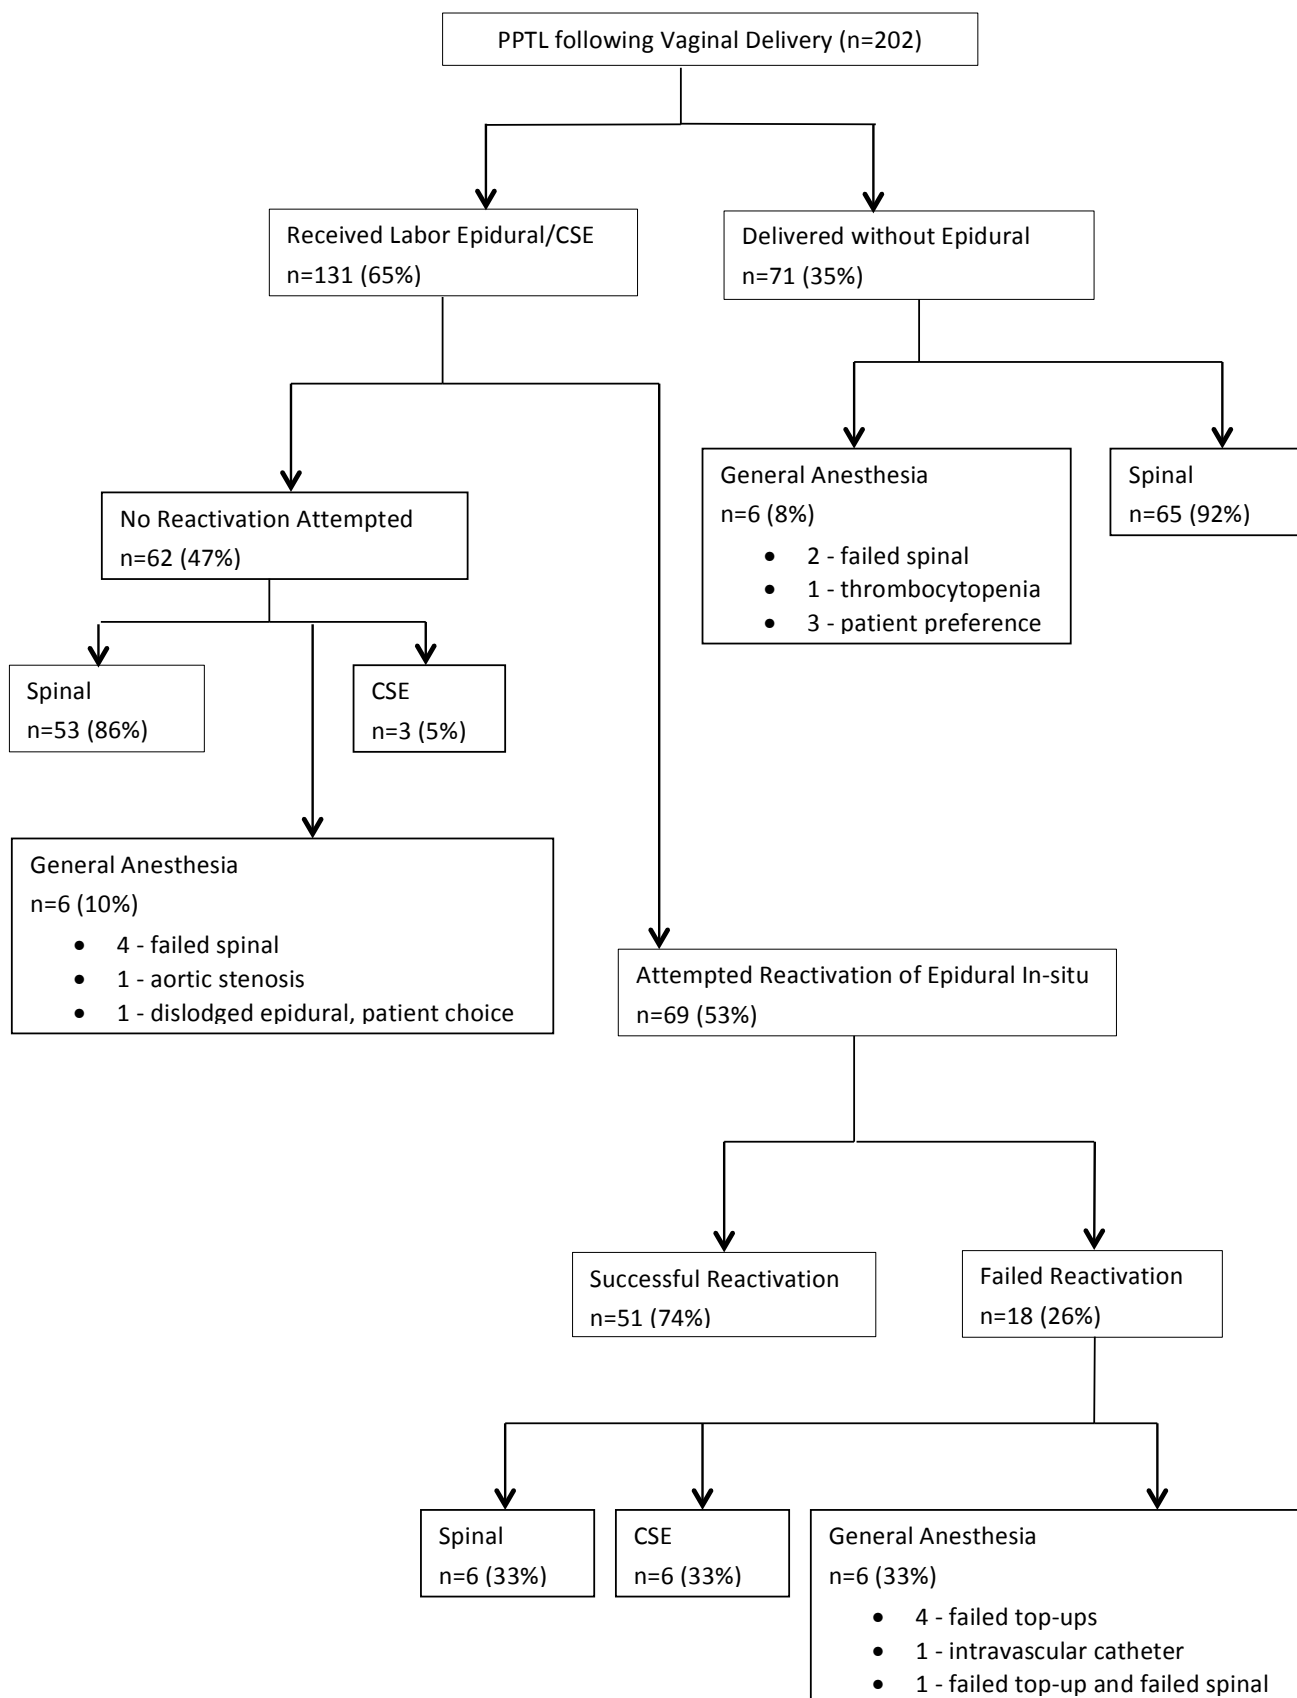 PPTL following Vaginal Delivery (n=202)
Received Labor Epidural/CSE
n=131 (65%)
Delivered without Epidural
n=71 (35%)
No Reactivation Attempted
n=62 (47%)
General Anesthesia
n=6 (8%)
• 2 - failed spinal
• 1 - thrombocytopenia
• 3 - patient preference
Spinal
n=65 (92%)
Spinal
n=53 (86%)
CSE
n=3 (5%)
General Anesthesia
n=6 (10%)
• 4 - failed spinal
• 1 - aortic stenosis
• 1 - dislodged epidural, patient choice
Attempted Reactivation of Epidural In-situ
n=69 (53%)
Successful Reactivation
n=51 (74%)
Failed Reactivation
n=18 (26%)
Spinal
n=6 (33%)
CSE
n=6 (33%)
General Anesthesia
n=6 (33%)
• 4 - failed top-ups
• 1 - intravascular catheter
• 1 - failed top-up and failed spinal